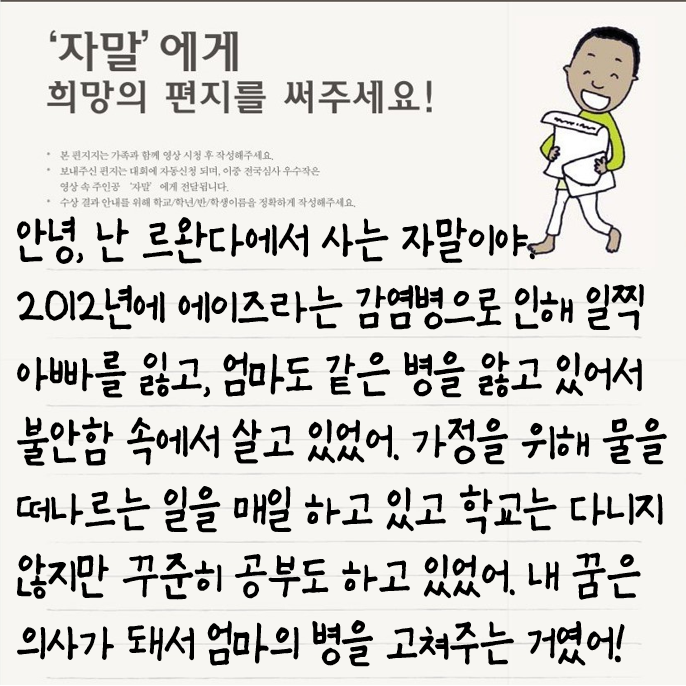 ‘자말’에게
희망의 편지를 써주세요!
* 본 편지지는 가족과 함께 영상 시청 후 작성해주세요.
* 보내주신 편지는 대회에 자동신청 되며, 이중 전국심사 우수작은
영상 속 주인공 ‘자말’에게 전달됩니다.
* 수상 결과 안내를 위해 학교/학년/반/학생이름을 정확하게 작성해주세요.
안녕, 난 르완다에서 사는 자말이야.
2012년에 에이즈라는 감염병으로 인해 일찍
아빠를 잃고, 엄마도 같은 병을 앓고 있어서
불안함 속에서 살고 있었어. 가정을 위해 물을
떠나르는 일을 매일 하고 있고 학교는 다니지
않지만 꾸준히 공부도 하고 있었어. 내 꿈은
의사가 돼서 엄마의 병을 고쳐주는 거였어!